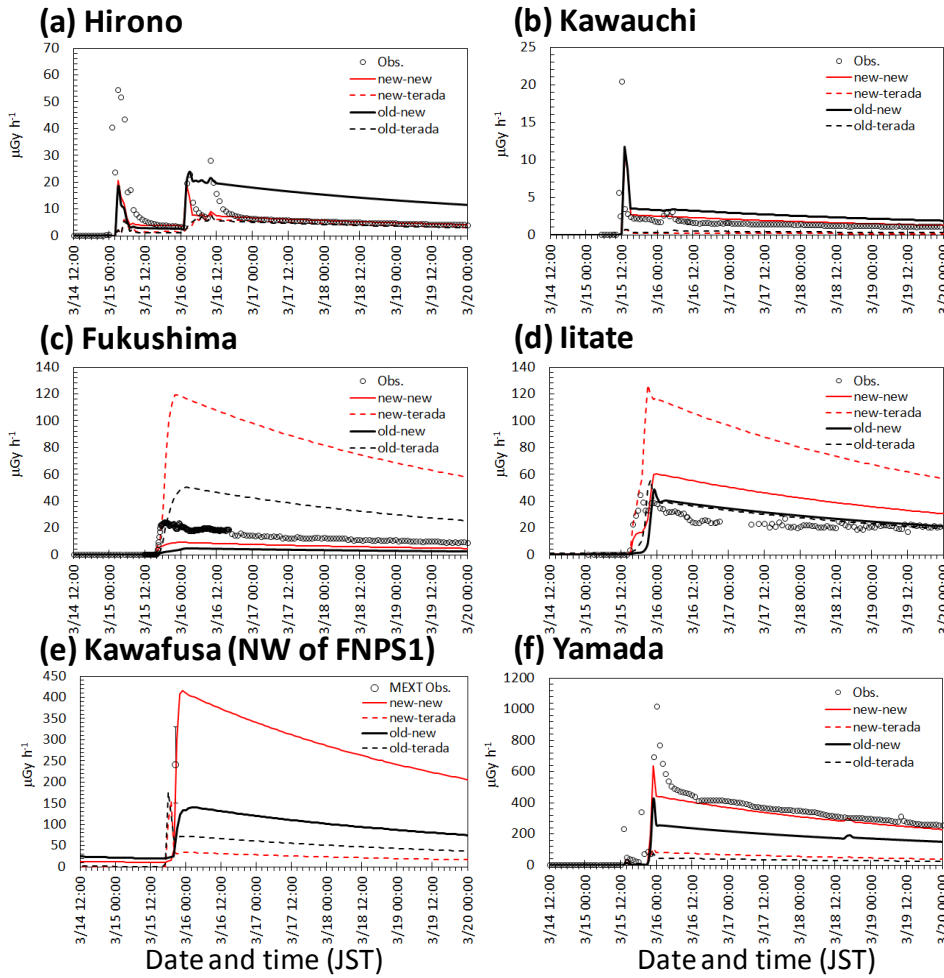 (a) Hirono
(b) Kawauchi
μGy h⁻¹
70
60
50
40
30
20
10
0
Obs.
new-new
new-terada
old-new
old-terada
3/14 12:00
3/15 00:00
3/15 12:00
3/16 00:00
3/16 12:00
3/17 00:00
3/17 12:00
3/18 00:00
3/18 12:00
3/19 00:00
3/19 12:00
3/20 00:00
μGy h⁻¹
25
20
15
10
5
0
Obs.
new-new
new-terada
old-new
old-terada
3/14 12:00
3/15 00:00
3/15 12:00
3/16 00:00
3/16 12:00
3/17 00:00
3/17 12:00
3/18 00:00
3/18 12:00
3/19 00:00
3/19 12:00
3/20 00:00
(c) Fukushima
(d) Iitate
μGy h⁻¹
140
120
100
80
60
40
20
0
Obs.
new-new
new-terada
old-new
old-terada
3/14 12:00
3/15 00:00
3/15 12:00
3/16 00:00
3/16 12:00
3/17 00:00
3/17 12:00
3/18 00:00
3/18 12:00
3/19 00:00
3/19 12:00
3/20 00:00
μGy h⁻¹
140
120
100
80
60
40
20
0
Obs.
new-new
new-terada
old-new
old-terada
3/14 12:00
3/15 00:00
3/15 12:00
3/16 00:00
3/16 12:00
3/17 00:00
3/17 12:00
3/18 00:00
3/18 12:00
3/19 00:00
3/19 12:00
3/20 00:00
(e) Kawafusa (NW of FNPS1)
(f) Yamada
μGy h⁻¹
450
400
350
300
250
200
150
100
50
0
MEXT Obs.
new-new
new-terada
old-new
old-terada
3/14 12:00
3/15 00:00
3/15 12:00
3/16 00:00
3/16 12:00
3/17 00:00
3/17 12:00
3/18 00:00
3/18 12:00
3/19 00:00
3/19 12:00
3/20 00:00
μGy h⁻¹
1200
1000
800
600
400
200
0
Obs.
new-new
new-terada
old-new
old-terada
3/14 12:00
3/15 00:00
3/15 12:00
3/16 00:00
3/16 12:00
3/17 00:00
3/17 12:00
3/18 00:00
3/18 12:00
3/19 00:00
3/19 12:00
3/20 00:00
Date and time (JST)
Date and time (JST)